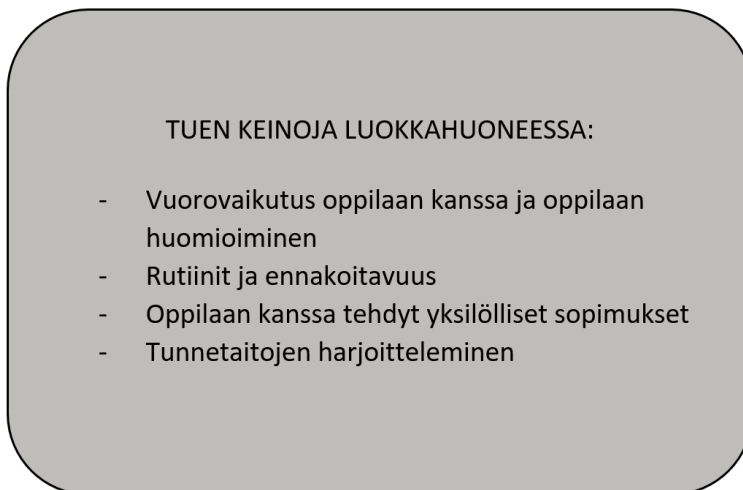 TUEN KEINOJA LUOKKAHUONEESSA:
- Vuorovaikutus oppilaan kanssa ja oppilaan
huomioiminen
- Rutiinit ja ennakoitavuus
- Oppilaan kanssa tehdyt yksilölliset sopimukset
- Tunnetaitojen harjoitteleminen